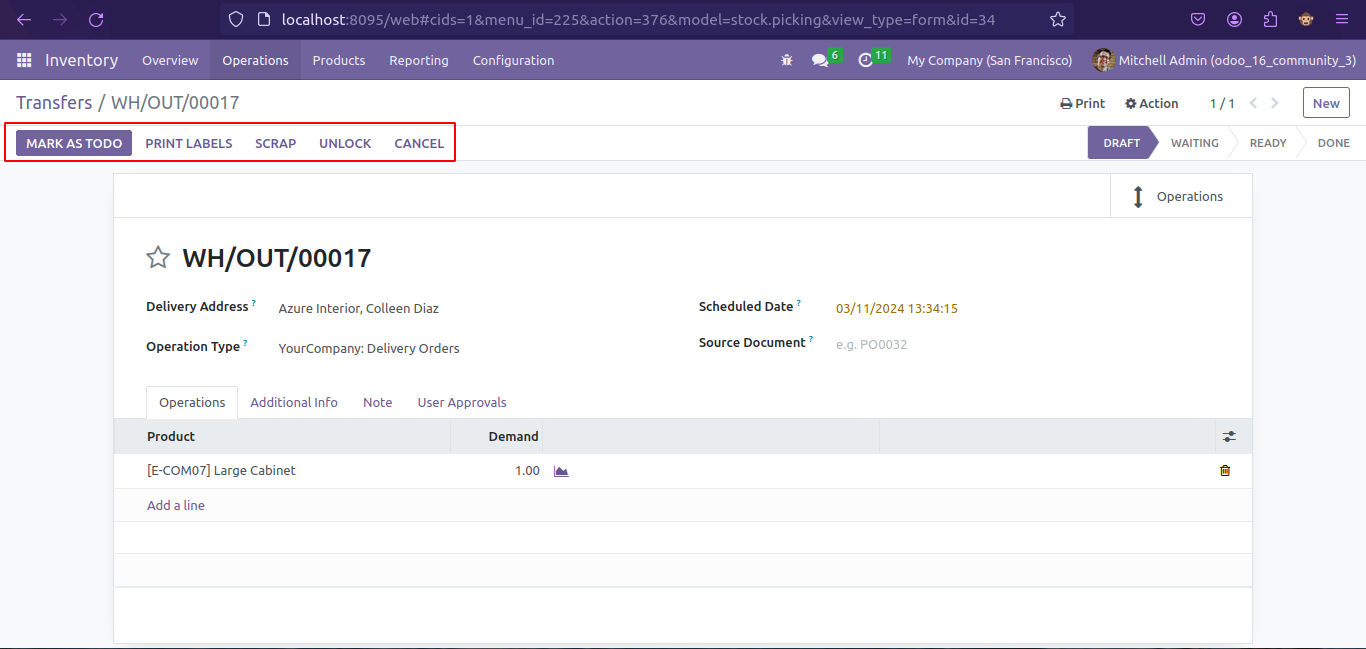 localhost:8095/web#cids=1&menu_id=225&action=376&model=stock.picking&view_type=form&id=34
Inventory Overview Operations Products Reporting Configuration 6 11 My Company (San Francisco) Mitchell Admin (odoo_16_community_3)
Transfers / WH/OUT/00017 Print Action 1 / 1 New
MARK AS TODO PRINT LABELS SCRAP UNLOCK CANCEL DRAFT WAITING READY DONE
Operations
WH/OUT/00017
Delivery Address ? Azure Interior, Colleen Diaz Scheduled Date ? 03/11/2024 13:34:15
Operation Type ? YourCompany: Delivery Orders Source Document ? e.g. PO0032
Operations Additional Info Note User Approvals
Product Demand
[E-COM07] Large Cabinet 1.00
Add a line